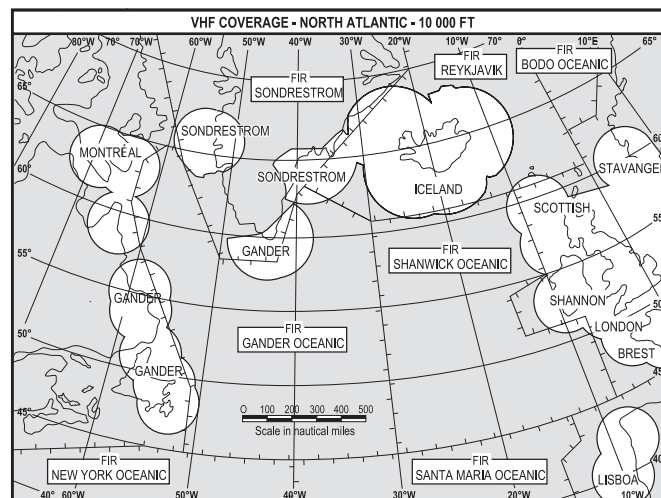 VHF COVERAGE - NORTH ATLANTIC - 10 000 FT
80°W 70°W 60°W 50°W 40°W 30°W 20°W 10°W 0° 10°E 65°
FIR
SONDRESTROM
FIR
REYKJAVIK
FIR
BODO OCEANIC
65°
60°
SONDRESTROM
MONTRÉAL
60°
SONDRESTROM
ICELAND
STAVANGER
SCOTTISH
55°
55°
GANDER
FIR
SHANWICK OCEANIC
50°
GANDER
SHANNON
50°
FIR
GANDER OCEANIC
LONDON
BREST
GANDER
45°
45°
0 100 200 300 400 500
Scale in nautical miles
40°
FIR
NEW YORK OCEANIC
FIR
SANTA MARIA OCEANIC
LISBOA
40° 60°W 50°W 40°W 30°W 20°W 10°W